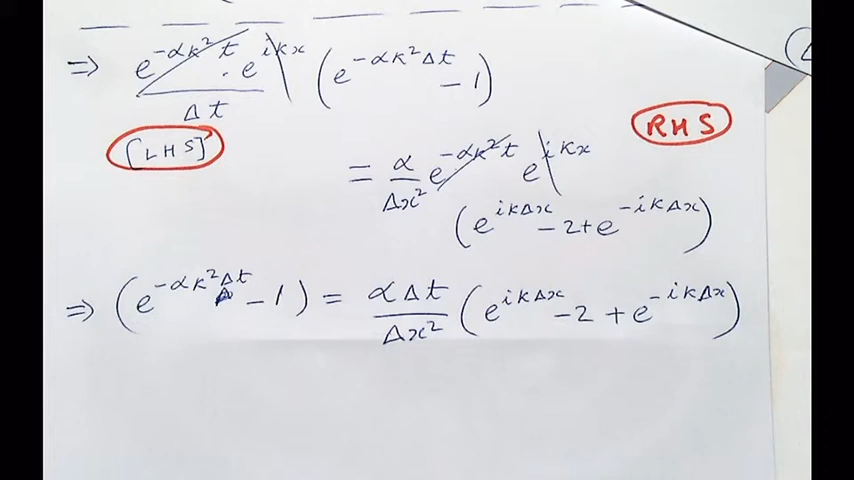 ⇒ e^{-αk²t} · e^{ikx} / Δt (e^{-αk²Δt} - 1)
[LHS]
RHS
= α/Δx² e^{-αk²t} e^{ikx}
(e^{ikΔx} - 2 + e^{-ikΔx})
⇒ (e^{-αk²Δt} - 1) = αΔt/Δx² (e^{ikΔx} - 2 + e^{-ikΔx})